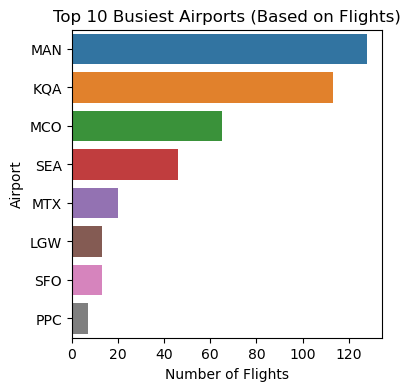 Top 10 Busiest Airports (Based on Flights)
Airport
MAN
KQA
MCO
SEA
MTX
LGW
SFO
PPC
0 20 40 60 80 100 120
Number of Flights